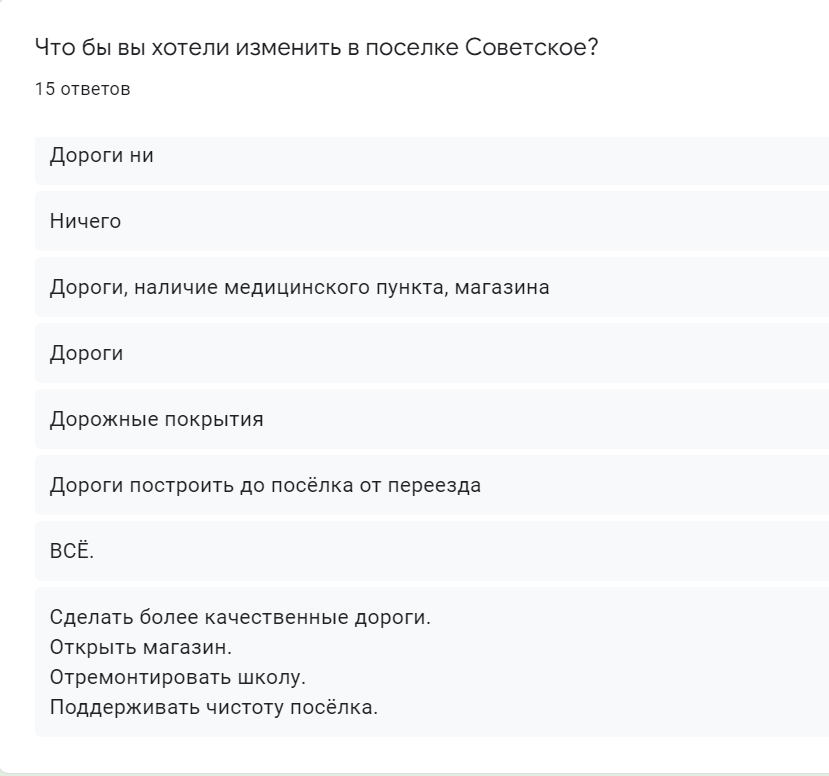 Что бы вы хотели изменить в поселке Советское?
15 ответов
Дороги ни
Ничего
Дороги, наличие медицинского пункта, магазина
Дороги
Дорожные покрытия
Дороги построить до посёлка от переезда
ВСЁ.
Сделать более качественные дороги.
Открыть магазин.
Отремонтировать школу.
Поддерживать чистоту посёлка.